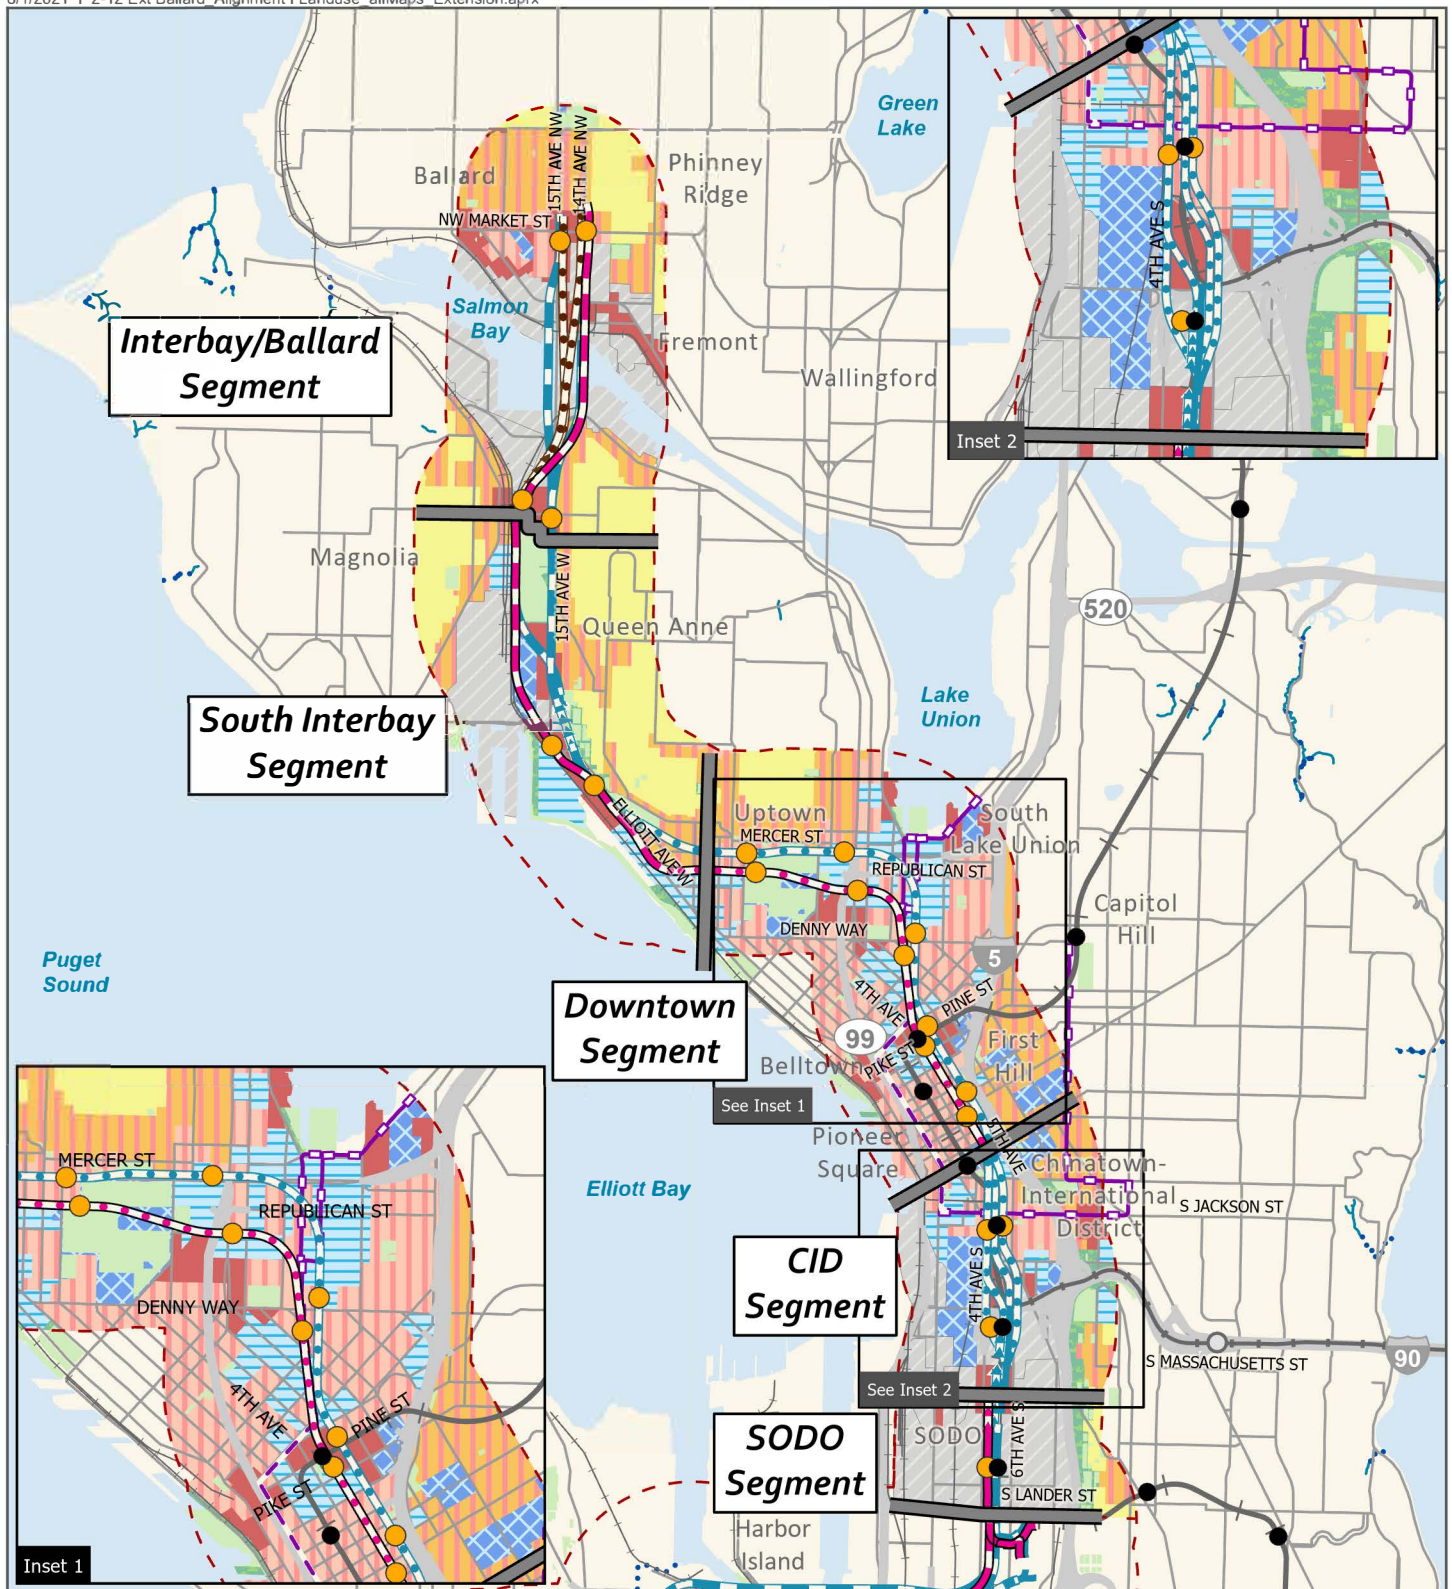 Green
Lake
Ballard
Phinney
Ridge
15TH AVE NW
14TH AVE NW
NW MARKET ST
4TH AVE S
Salmon
Bay
Interbay/Ballard
Segment
Fremont
Wallingford
Inset 2
Magnolia
15TH AVE W
Queen Anne
520
Lake
Union
South Interbay
Segment
ELLIOTT AVE W
Uptown
MERCER ST
South
Lake Union
REPUBLICAN ST
DENNY WAY
Capitol
Hill
5
Puget
Sound
Downtown
Segment
4TH AVE
PINE ST
99
PIKE ST
First
Hill
Belltown
See Inset 1
Pioneer
Square
5TH AVE
Chinatown-
International
District
S JACKSON ST
Elliott Bay
MERCER ST
REPUBLICAN ST
DENNY WAY
4TH AVE
PINE ST
PIKE ST
Inset 1
CID
Segment
4TH AVE S
S MASSACHUSETTS ST
90
See Inset 2
SODO
Segment
SODO
6TH AVE S
S LANDER ST
Harbor
Island